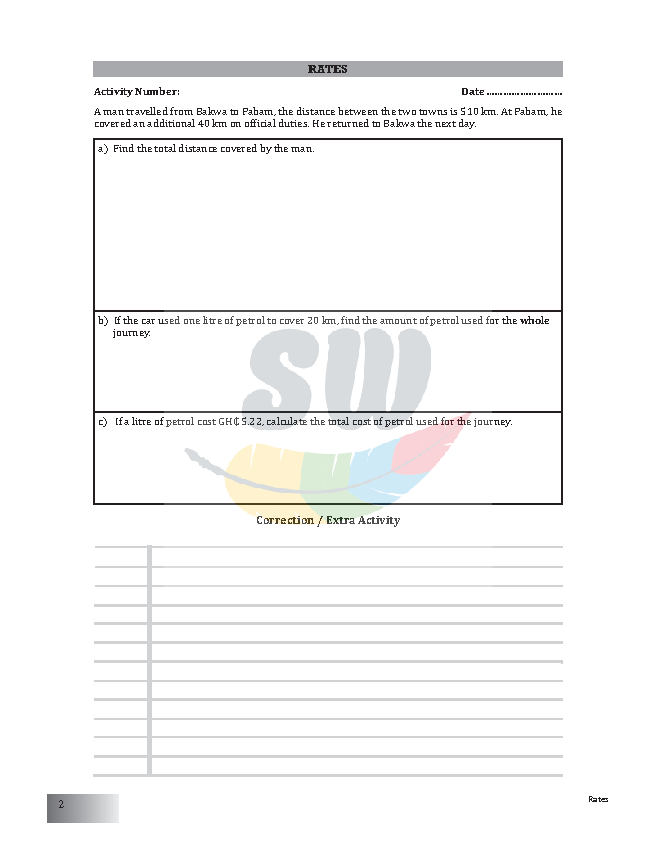 RATES
Activity Number: Date ...........................
A man travelled from Bakwa to Pabam, the distance between the two towns is 510 km. At Pabam, he
covered an additional 40 km on official duties. He returned to Bakwa the next day.
a) Find the total distance covered by the man.
b) If the car used one litre of petrol to cover 20 km, find the amount of petrol used for the whole
journey.
c) If a litre of petrol cost GH₵ 5.22, calculate the total cost of petrol used for the journey.
SW
Correction / Extra Activity
2
Rates